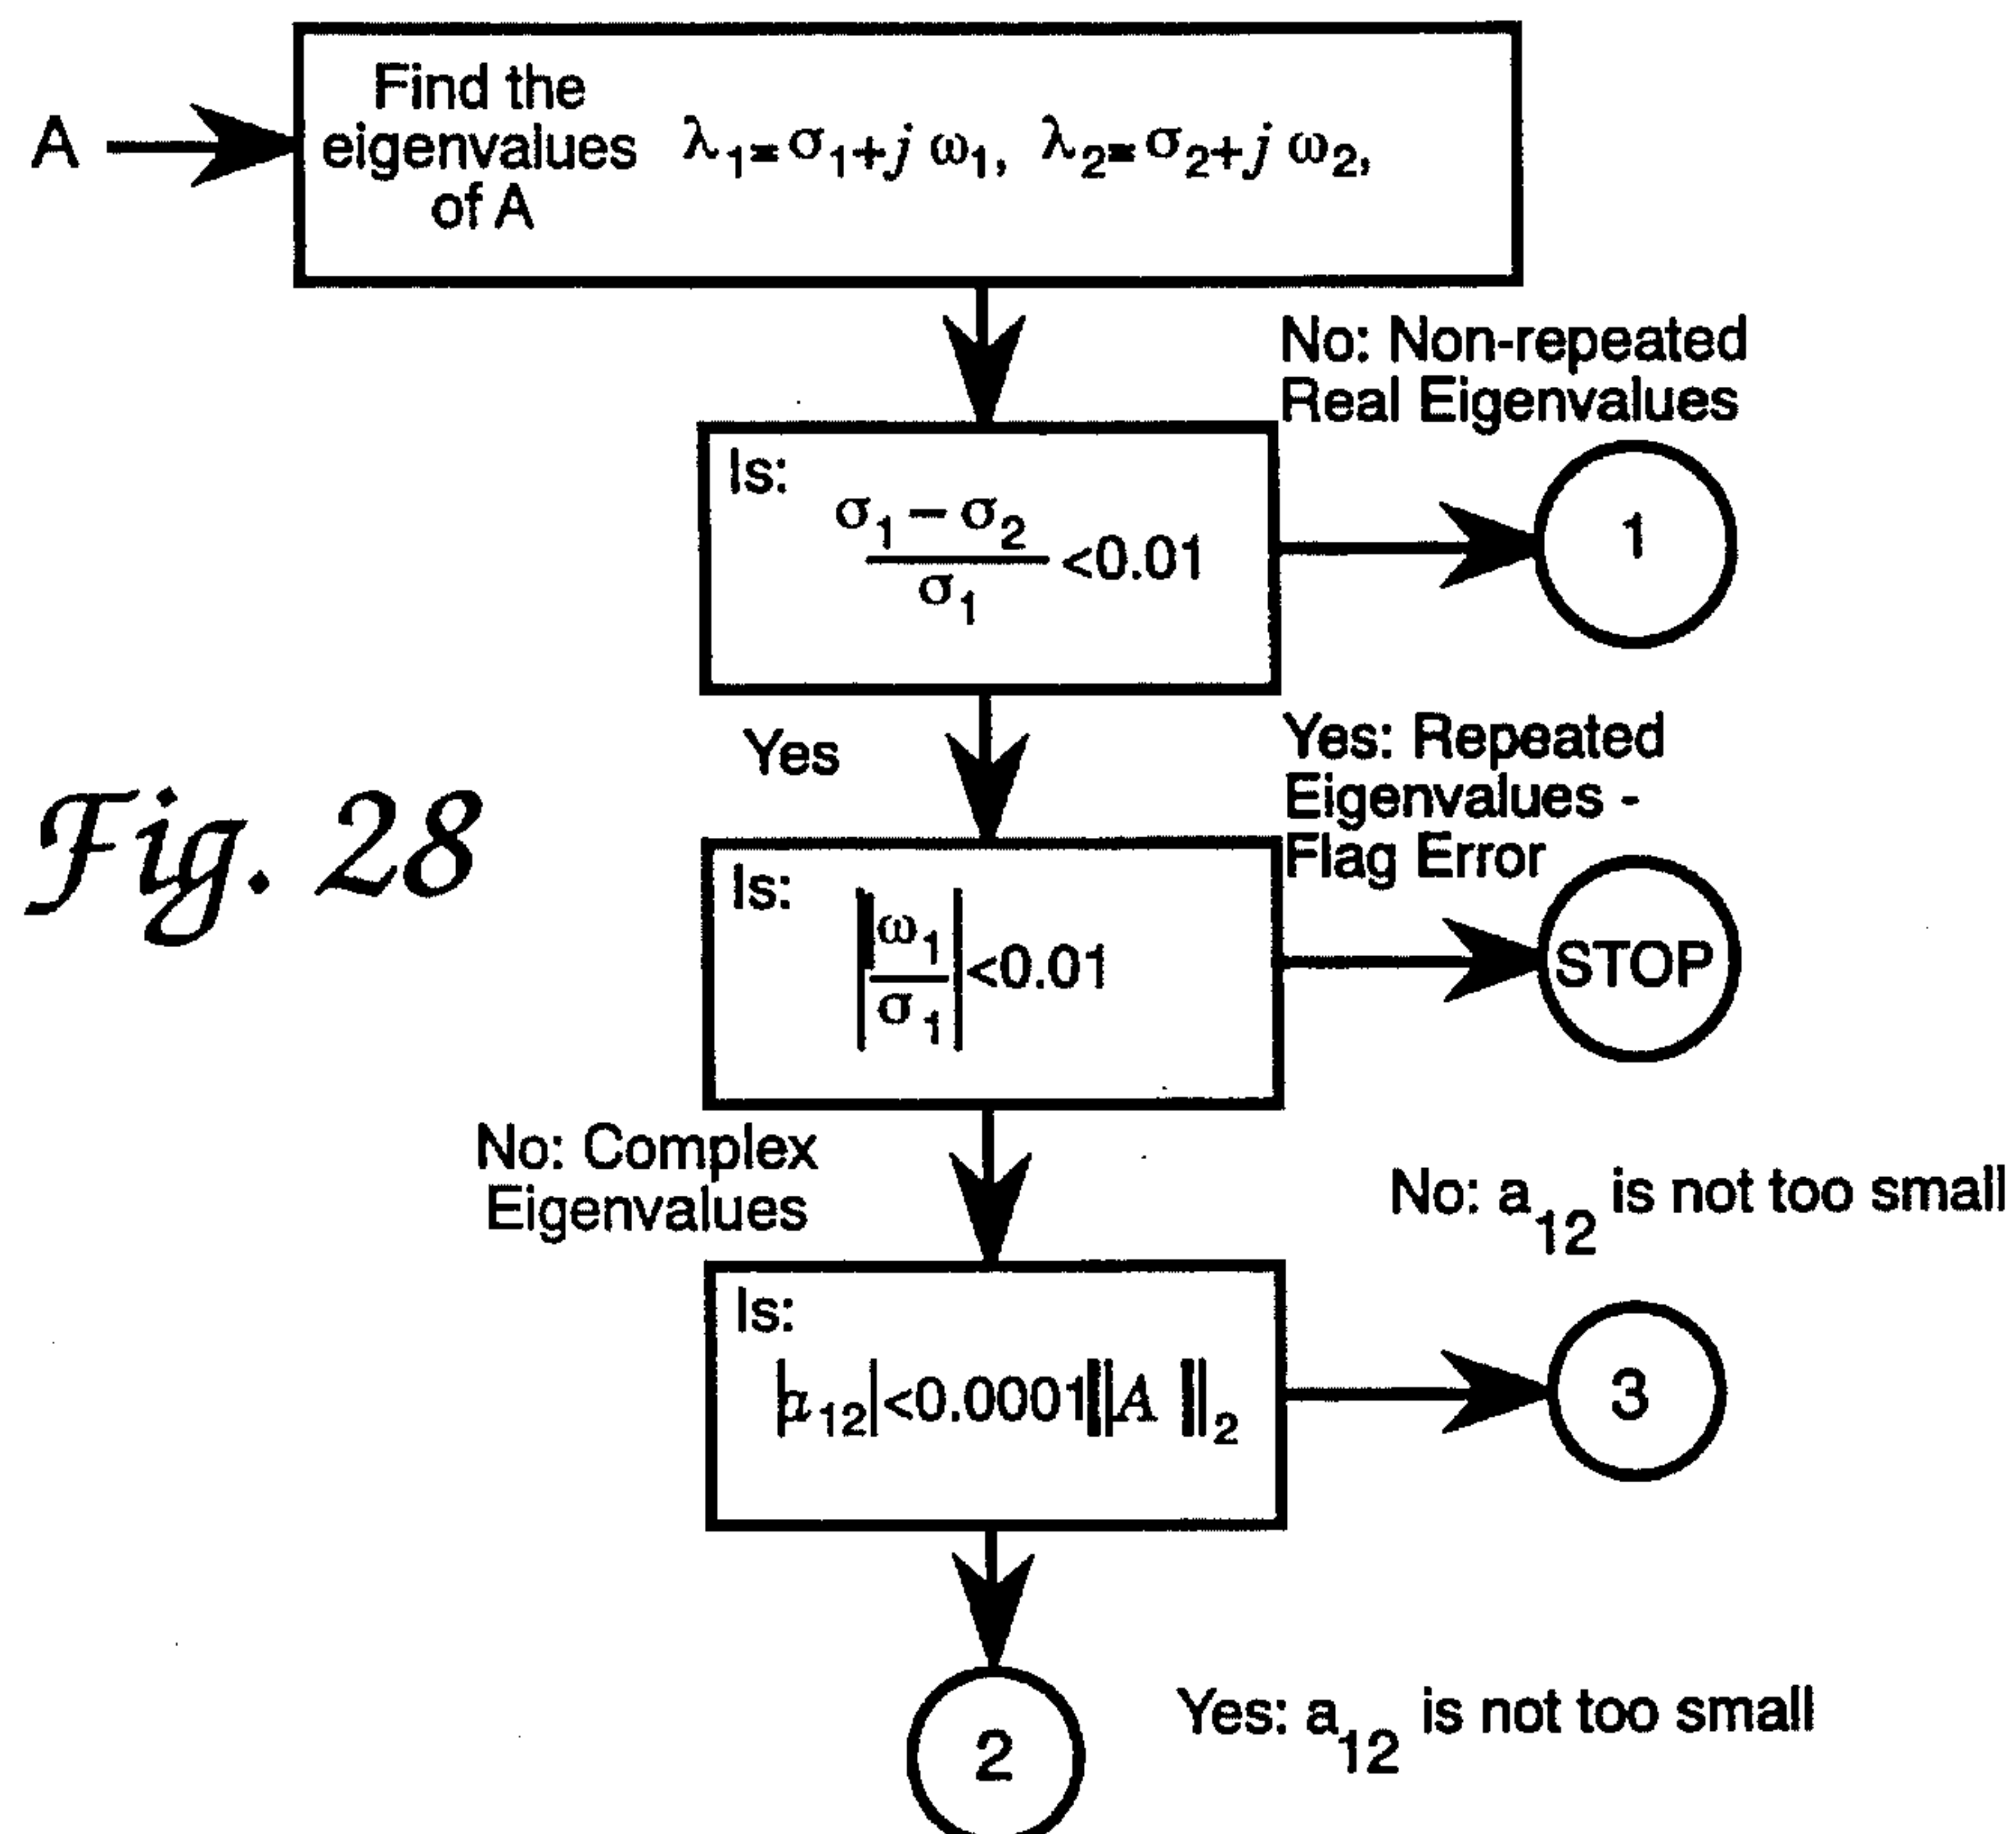 A
Find the
eigenvalues
of A
λ₁=σ₁+j ω₁, λ₂=σ₂+j ω₂,
No: Non-repeated
Real Eigenvalues
Is:
σ₁ − σ₂
σ₁
<0.01
1
Yes
Yes: Repeated
Eigenvalues -
Flag Error
Fig. 28
Is:
|ω₁
σ₁|
<0.01
STOP
No: Complex
Eigenvalues
No: a₁₂ is not too small
Is:
|a₁₂|<0.0001||A ||₂
3
2
Yes: a₁₂ is not too small